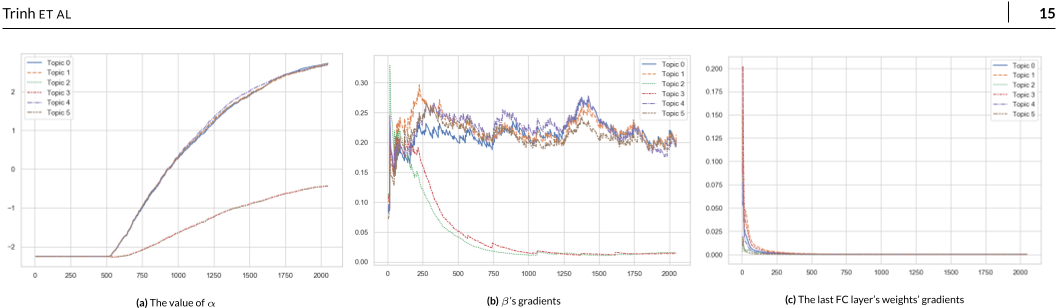 Trinh ET AL
15
Topic 0
Topic 1
Topic 2
Topic 3
Topic 4
Topic 5
2
1
0
−1
−2
0 250 500 750 1000 1250 1500 1750 2000
(a) The value of α
Topic 0
Topic 1
Topic 2
Topic 3
Topic 4
Topic 5
0.30
0.25
0.20
0.15
0.10
0.05
0.00
0 250 500 750 1000 1250 1500 1750 2000
(b) β's gradients
Topic 0
Topic 1
Topic 2
Topic 3
Topic 4
Topic 5
0.200
0.175
0.150
0.125
0.100
0.075
0.050
0.025
0.000
0 250 500 750 1000 1250 1500 1750 2000
(c) The last FC layer's weights' gradients